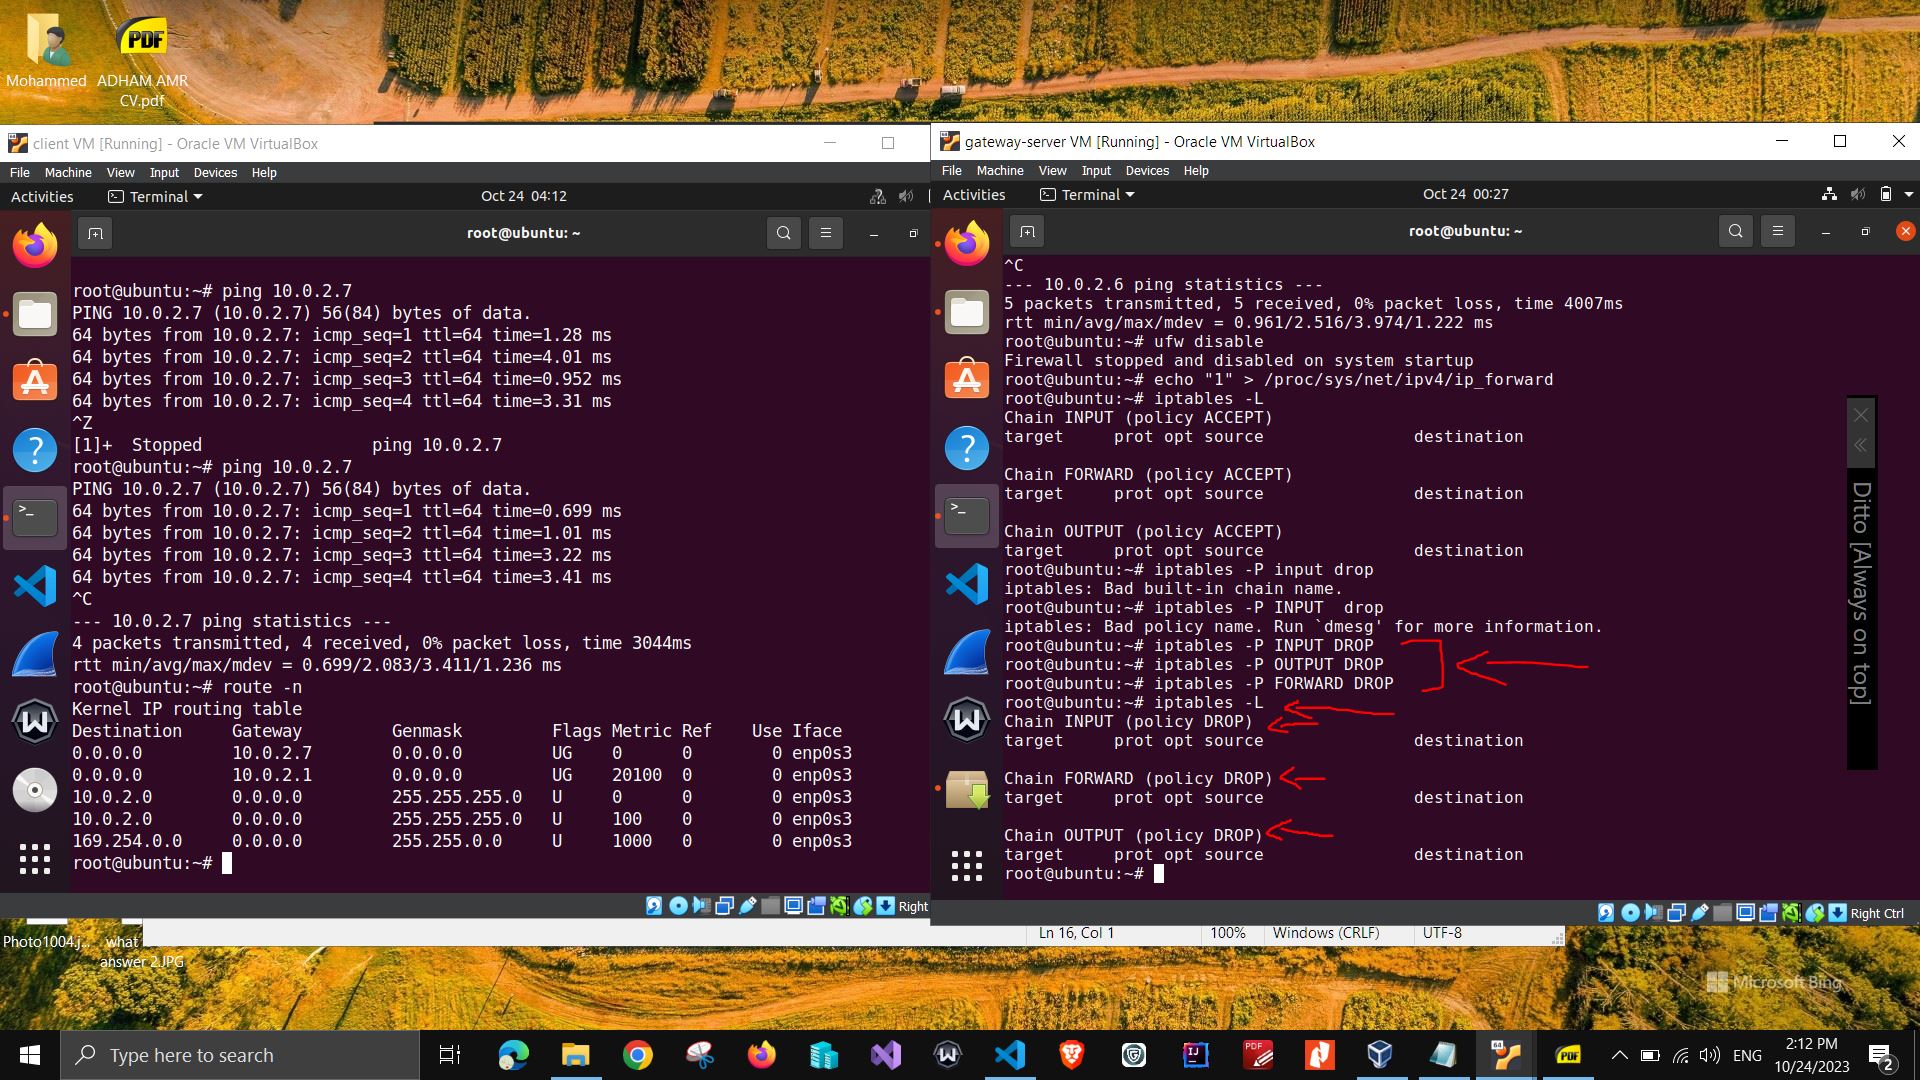 PDF
Mohammed
ADHAM AMR
CV.pdf
client VM [Running] - Oracle VM VirtualBox
File Machine View Input Devices Help
Activities Terminal Oct 24 04:12
root@ubuntu: ~
root@ubuntu:~# ping 10.0.2.7
PING 10.0.2.7 (10.0.2.7) 56(84) bytes of data.
64 bytes from 10.0.2.7: icmp_seq=1 ttl=64 time=1.28 ms
64 bytes from 10.0.2.7: icmp_seq=2 ttl=64 time=4.01 ms
64 bytes from 10.0.2.7: icmp_seq=3 ttl=64 time=0.952 ms
64 bytes from 10.0.2.7: icmp_seq=4 ttl=64 time=3.31 ms
^Z
[1]+  Stopped                 ping 10.0.2.7
root@ubuntu:~# ping 10.0.2.7
PING 10.0.2.7 (10.0.2.7) 56(84) bytes of data.
64 bytes from 10.0.2.7: icmp_seq=1 ttl=64 time=0.699 ms
64 bytes from 10.0.2.7: icmp_seq=2 ttl=64 time=1.01 ms
64 bytes from 10.0.2.7: icmp_seq=3 ttl=64 time=3.22 ms
64 bytes from 10.0.2.7: icmp_seq=4 ttl=64 time=3.41 ms
^C
--- 10.0.2.7 ping statistics ---
4 packets transmitted, 4 received, 0% packet loss, time 3044ms
rtt min/avg/max/mdev = 0.699/2.083/3.411/1.236 ms
root@ubuntu:~# route -n
Kernel IP routing table
Destination     Gateway         Genmask         Flags Metric Ref    Use Iface
0.0.0.0         10.0.2.7        0.0.0.0         UG    0      0        0 enp0s3
0.0.0.0         10.0.2.1        0.0.0.0         UG    20100  0        0 enp0s3
10.0.2.0        0.0.0.0         255.255.255.0   U     0      0        0 enp0s3
10.0.2.0        0.0.0.0         255.255.255.0   U     100    0        0 enp0s3
169.254.0.0     0.0.0.0         255.255.0.0     U     1000   0        0 enp0s3
root@ubuntu:~#
Right
gateway-server VM [Running] - Oracle VM VirtualBox
File Machine View Input Devices Help
Activities Terminal Oct 24 00:27
root@ubuntu: ~
^C
--- 10.0.2.6 ping statistics ---
5 packets transmitted, 5 received, 0% packet loss, time 4007ms
rtt min/avg/max/mdev = 0.961/2.516/3.974/1.222 ms
root@ubuntu:~# ufw disable
Firewall stopped and disabled on system startup
root@ubuntu:~# echo "1" > /proc/sys/net/ipv4/ip_forward
root@ubuntu:~# iptables -L
Chain INPUT (policy ACCEPT)
target     prot opt source               destination
Chain FORWARD (policy ACCEPT)
target     prot opt source               destination
Chain OUTPUT (policy ACCEPT)
target     prot opt source               destination
root@ubuntu:~# iptables -P input drop
iptables: Bad built-in chain name.
root@ubuntu:~# iptables -P INPUT  drop
iptables: Bad policy name. Run `dmesg' for more information.
root@ubuntu:~# iptables -P INPUT DROP
root@ubuntu:~# iptables -P OUTPUT DROP
root@ubuntu:~# iptables -P FORWARD DROP
root@ubuntu:~# iptables -L
Chain INPUT (policy DROP)
target     prot opt source               destination
Chain FORWARD (policy DROP)
target     prot opt source               destination
Chain OUTPUT (policy DROP)
target     prot opt source               destination
root@ubuntu:~#
Right Ctrl
Ditto [Always on top]
Ln 16, Col 1 100% Windows (CRLF) UTF-8
Photo1004.j... what
answer 2.JPG
Microsoft Bing
Type here to search
PDF
PDF
ENG
2:12 PM
10/24/2023
2